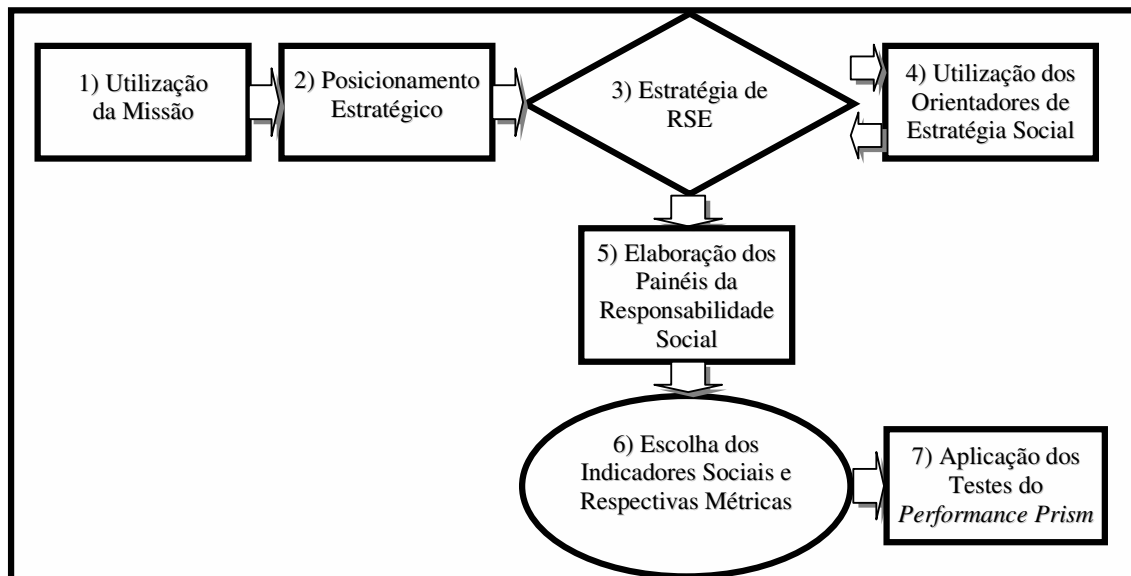 1) Utilização
da Missão
2) Posicionamento
Estratégico
3) Estratégia de
RSE
4) Utilização dos
Orientadores de
Estratégia Social
5) Elaboração dos
Painéis da
Responsabilidade
Social
6) Escolha dos
Indicadores Sociais e
Respectivas Métricas
7) Aplicação dos
Testes do
Performance Prism